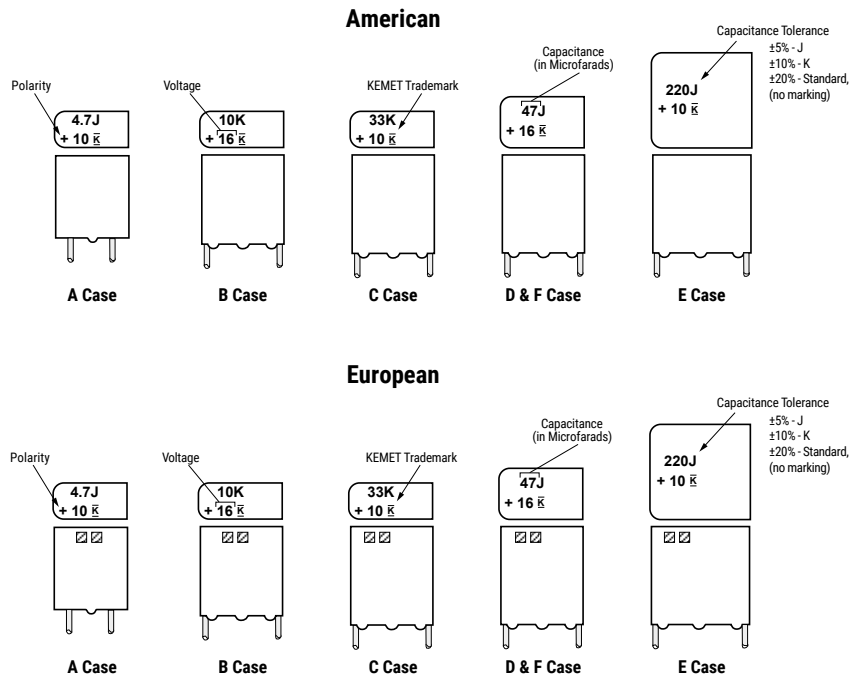 American
Capacitance Tolerance
±5% - J
±10% - K
±20% - Standard,
(no marking)
Capacitance
(in Microfarads)
Polarity
Voltage
KEMET Trademark
4.7J
+ 10 K
10K
+ 16 K
33K
+ 10 K
47J
+ 16 K
220J
+ 10 K
A Case
B Case
C Case
D & F Case
E Case
European
Capacitance Tolerance
±5% - J
±10% - K
±20% - Standard,
(no marking)
Capacitance
(in Microfarads)
Polarity
Voltage
KEMET Trademark
4.7J
+ 10 K
10K
+ 16 K
33K
+ 10 K
47J
+ 16 K
220J
+ 10 K
A Case
B Case
C Case
D & F Case
E Case